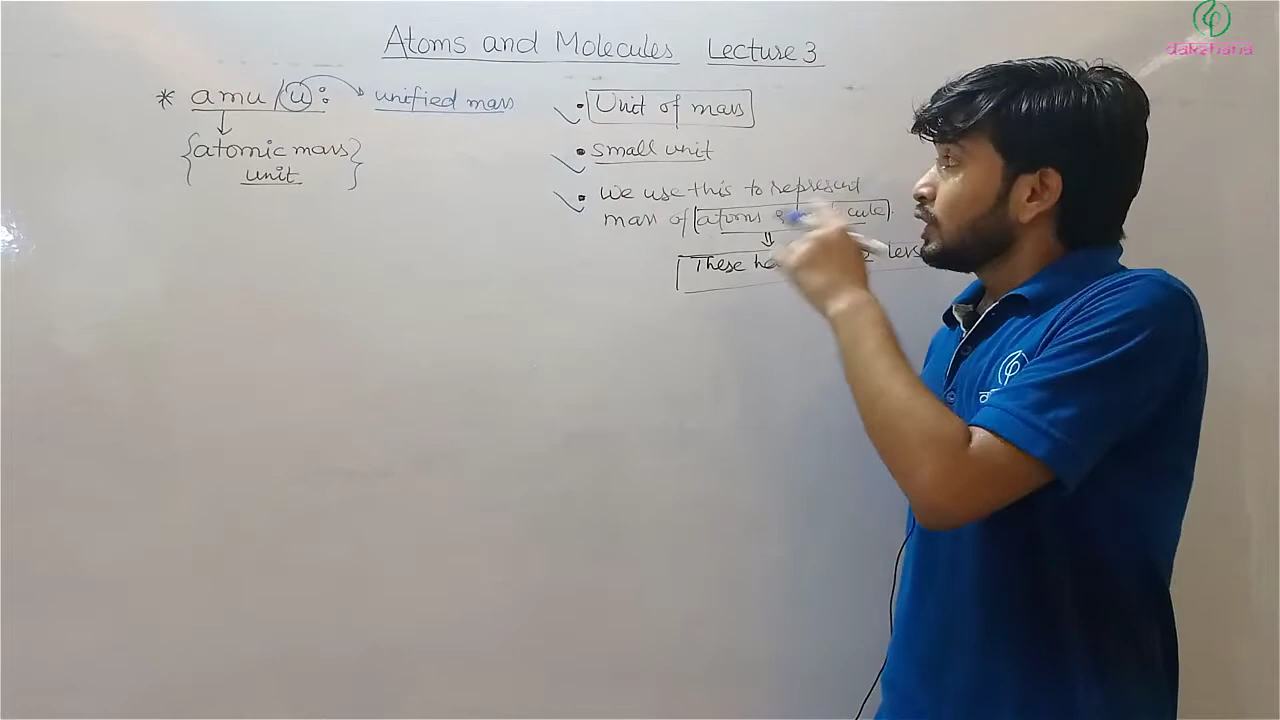 Atoms and Molecules Lecture 3
dakshana
* amu / u : unified mass
{atomic mass}
unit
• Unit of mass
• small unit
• We use this to represent
mass of atoms
These